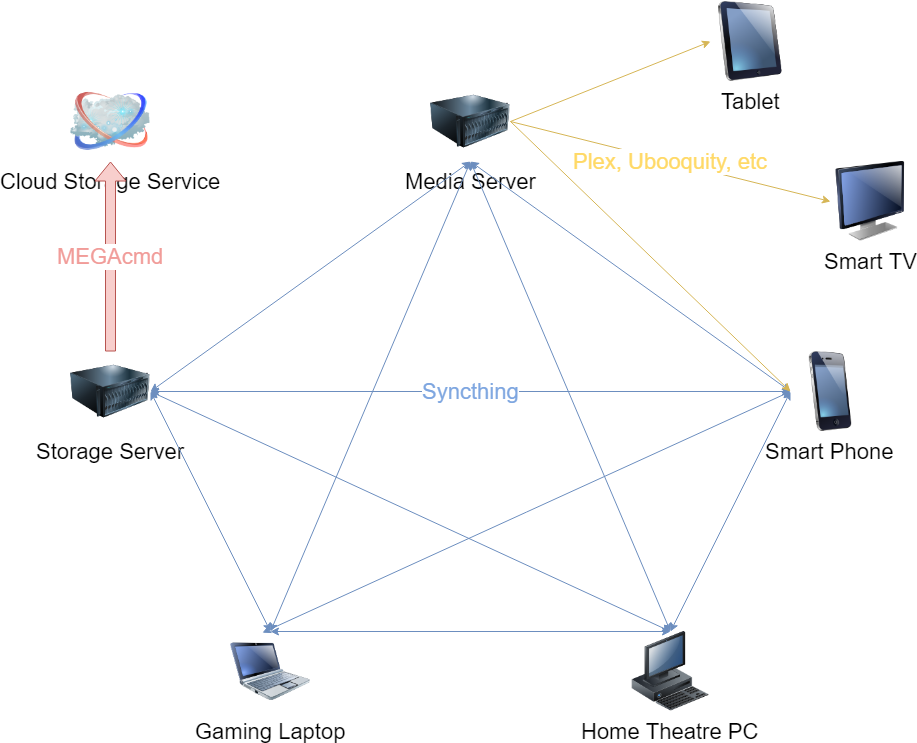 Tablet
Cloud Storage Service
Media Server
Plex, Ubooquity, etc
Smart TV
MEGAcmd
Syncthing
Storage Server
Smart Phone
Gaming Laptop
Home Theatre PC